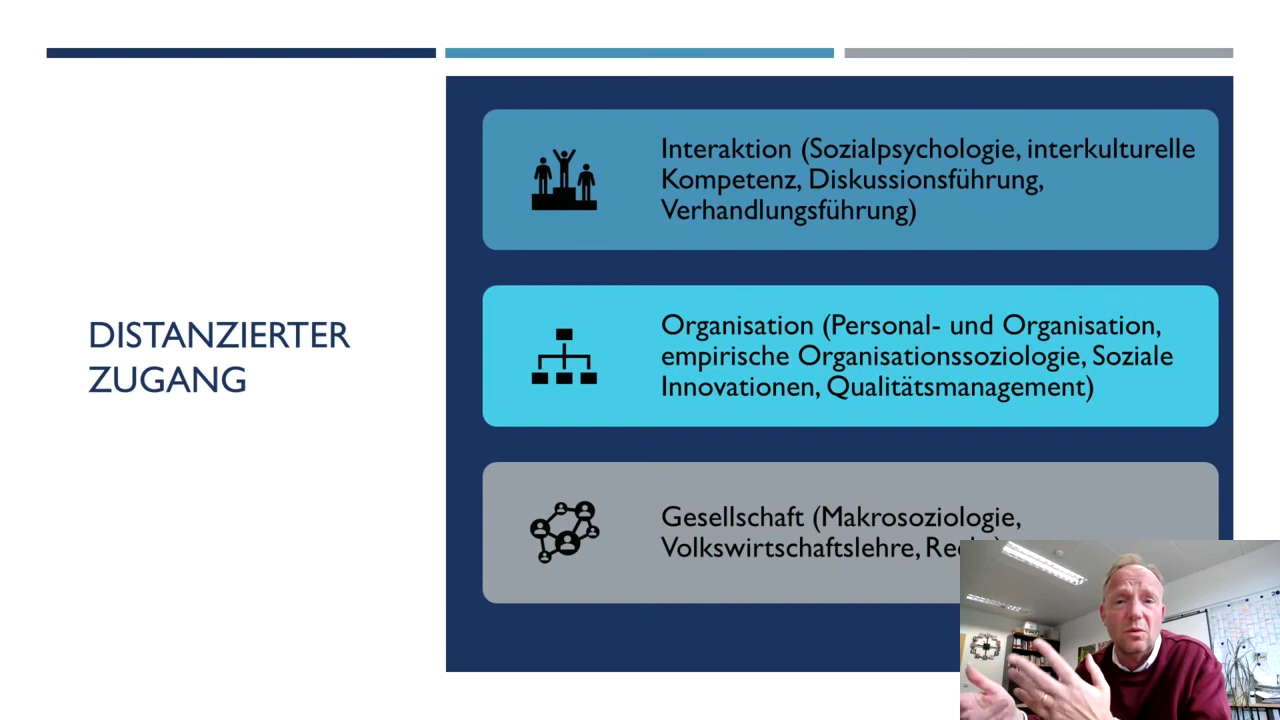 DISTANZIERTER
ZUGANG
Interaktion (Sozialpsychologie, interkulturelle
Kompetenz, Diskussionsführung,
Verhandlungsführung)
Organisation (Personal- und Organisation,
empirische Organisationssoziologie, Soziale
Innovationen, Qualitätsmanagement)
Gesellschaft (Makrosoziologie,
Volkswirtschaftslehre,